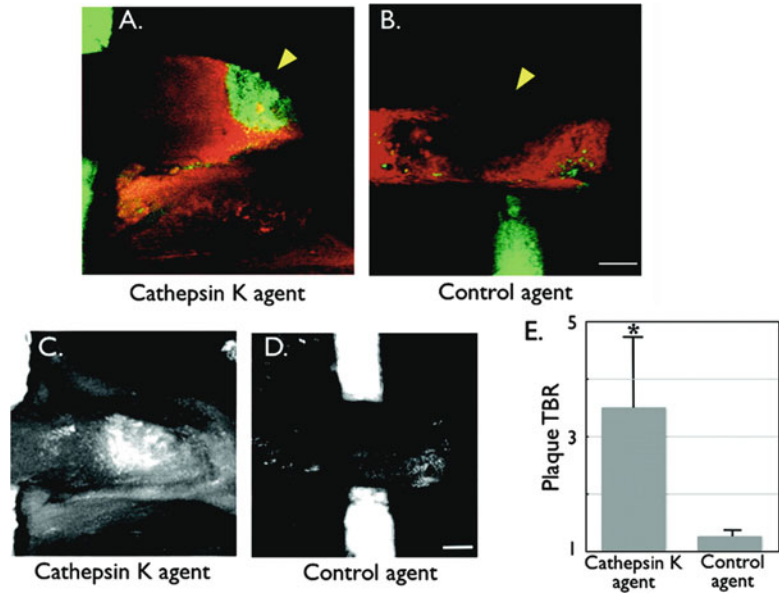 A.
B.
Cathepsin K agent
Control agent
C.
D.
Cathepsin K agent
Control agent
E.
5
*
3
1
Plaque TBR
Cathepsin K
agent
Control
agent